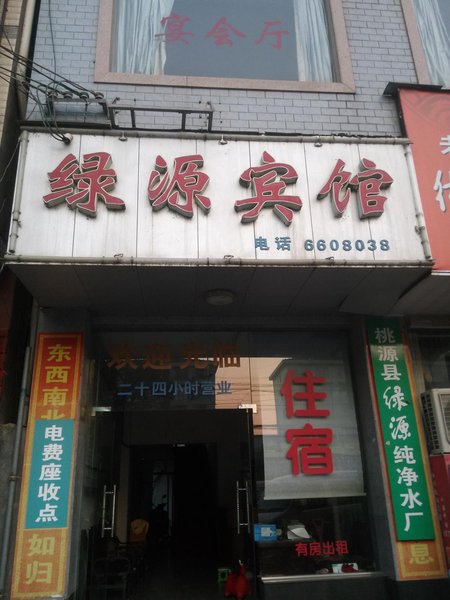 宴会厅
绿源宾馆
电话 6608038
欢迎光临
二十四小时营业
住宿
有房出租
东西南北
电费座收点
如归
桃源县绿源纯净水厂
息